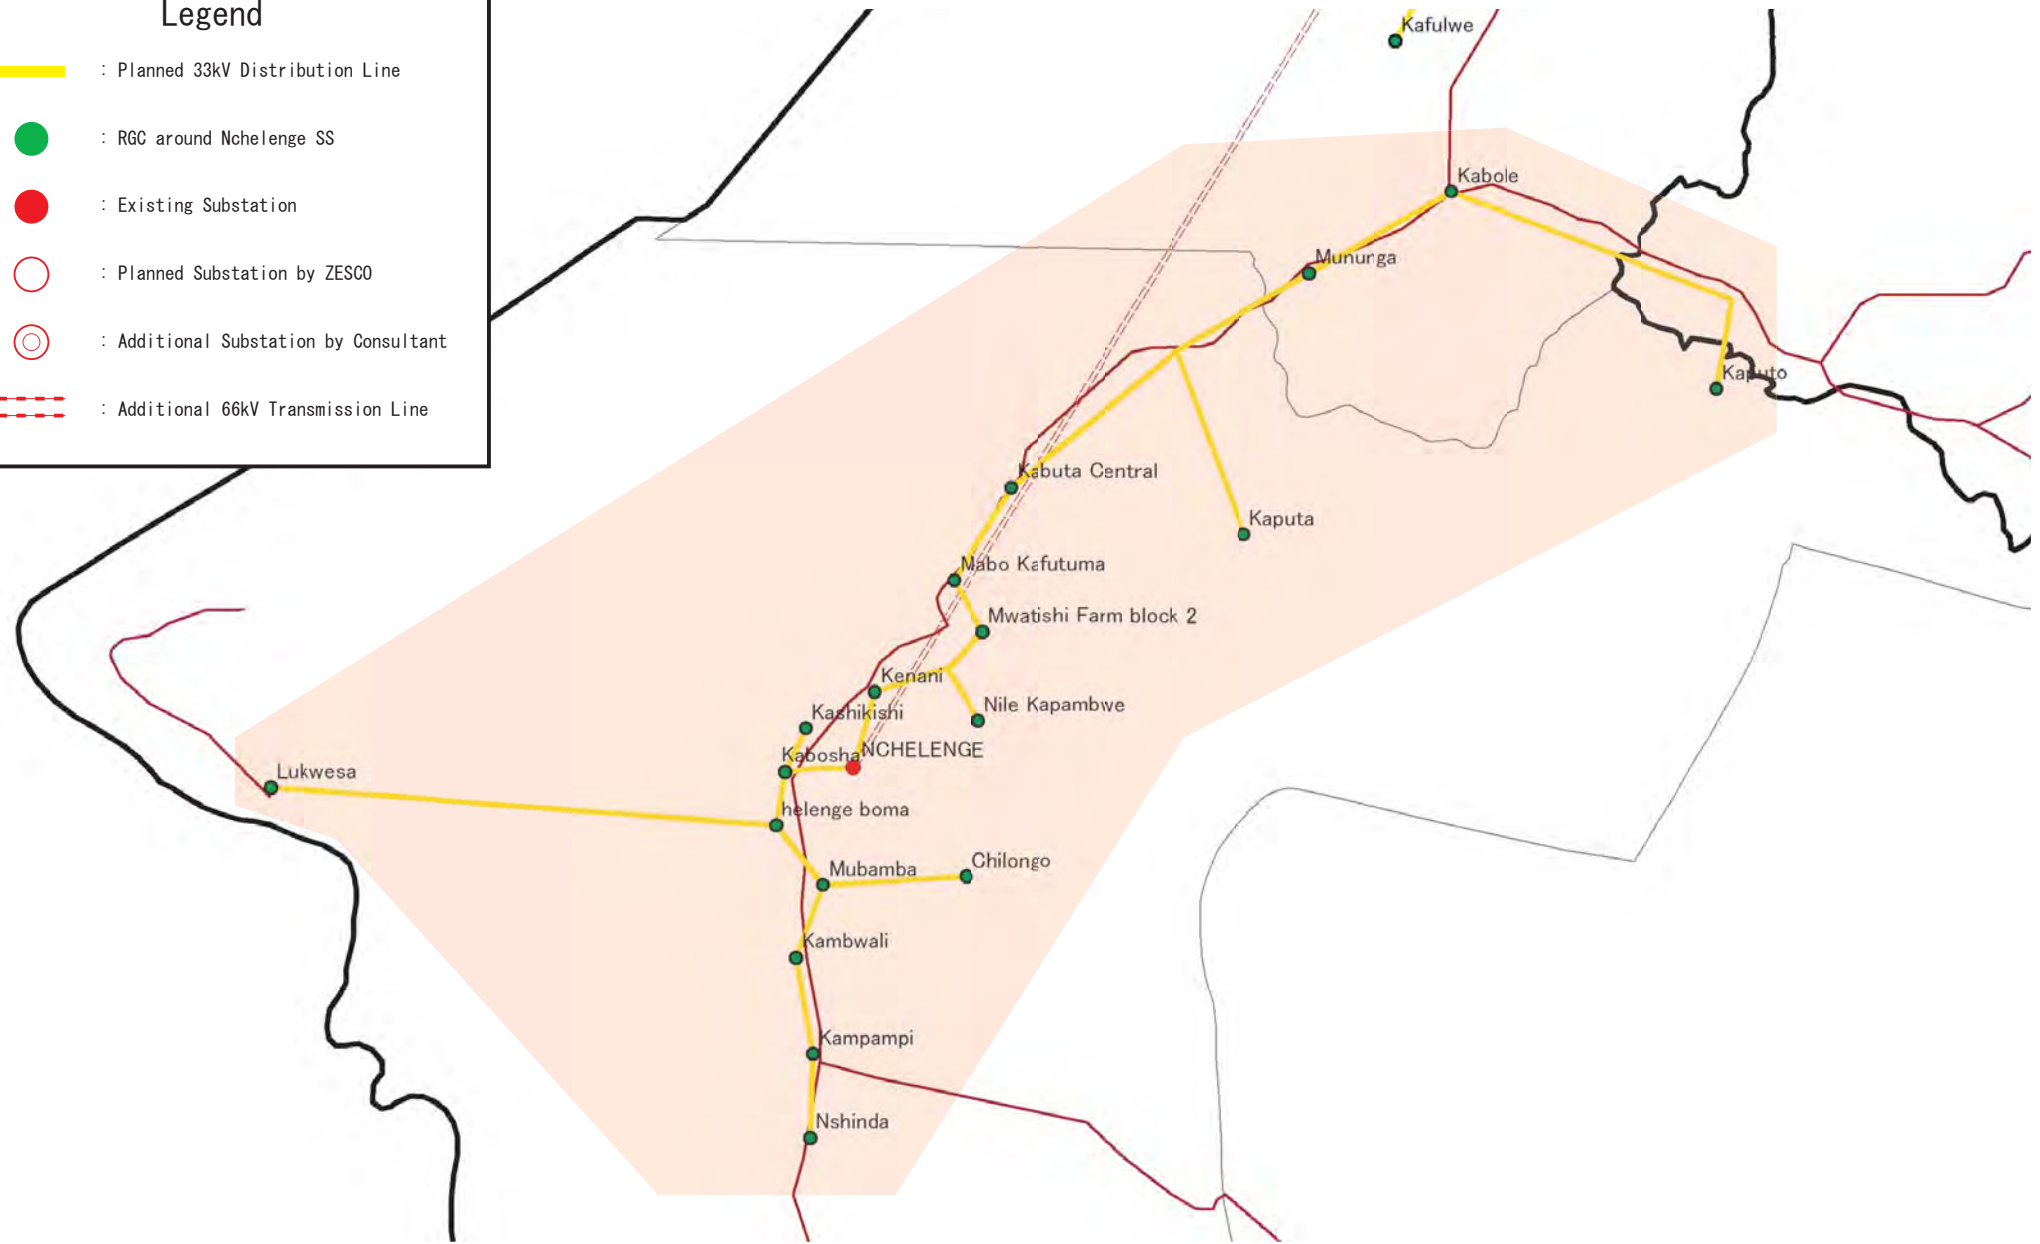 Legend
: Planned 33kV Distribution Line
: RGC around Nchelenge SS
: Existing Substation
: Planned Substation by ZESCO
: Additional Substation by Consultant
: Additional 66kV Transmission Line
Kafulwe
Kabole
Mununga
Kaputo
Kabuta Central
Kaputa
Mabo Kafutuma
Mwatishi Farm block 2
Kenani
Nile Kapambwe
Kashikishi
Kabosha
NCHELENGE
Lukwesa
helenge boma
Mubamba
Chilongo
Kambwali
Kampampi
Nshinda